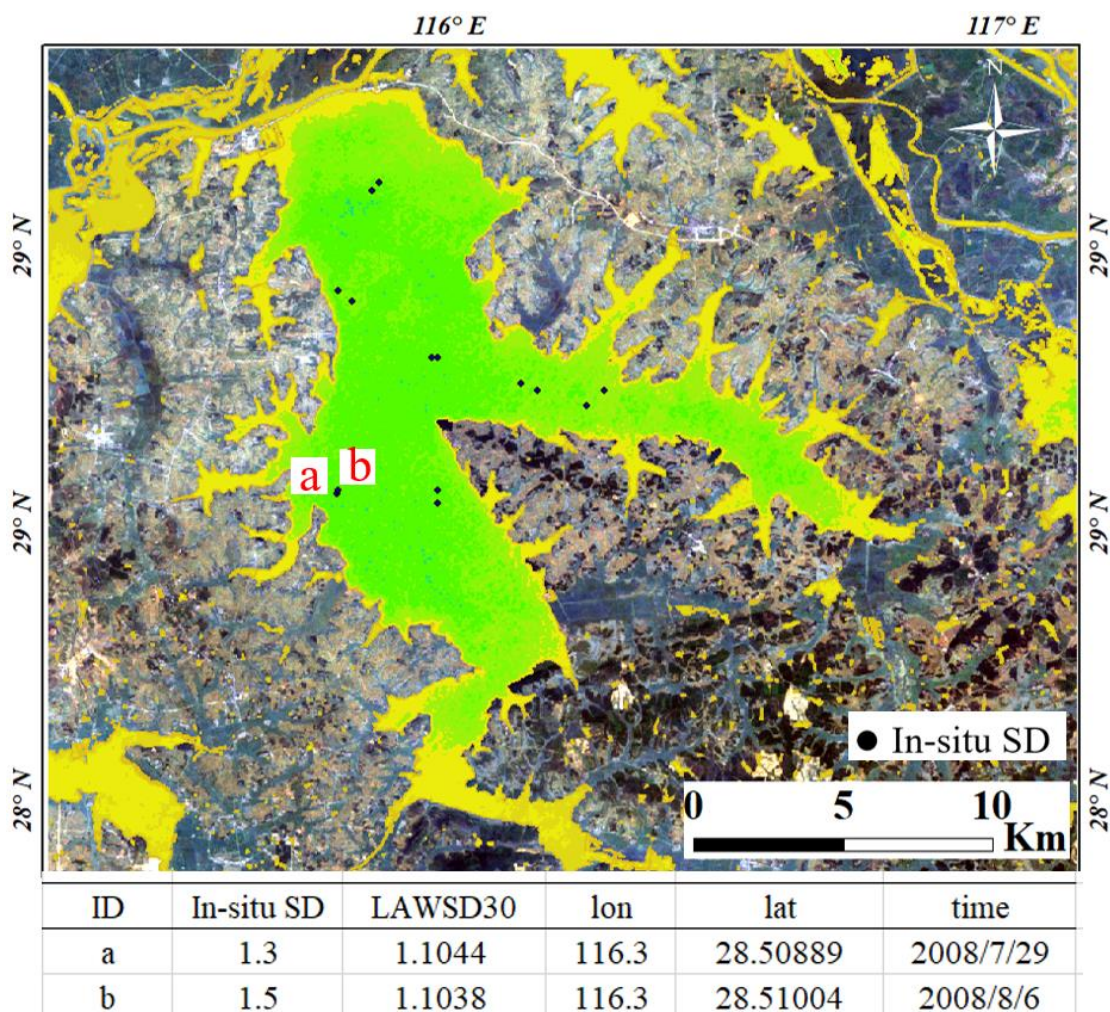 116° E 117° E
N
29° N 29° N
a b
29° N 29° N
In-situ SD
28° N 28° N
0 5 10
Km
ID In-situ SD LAWSD30 lon lat time
a 1.3 1.1044 116.3 28.50889 2008/7/29
b 1.5 1.1038 116.3 28.51004 2008/8/6